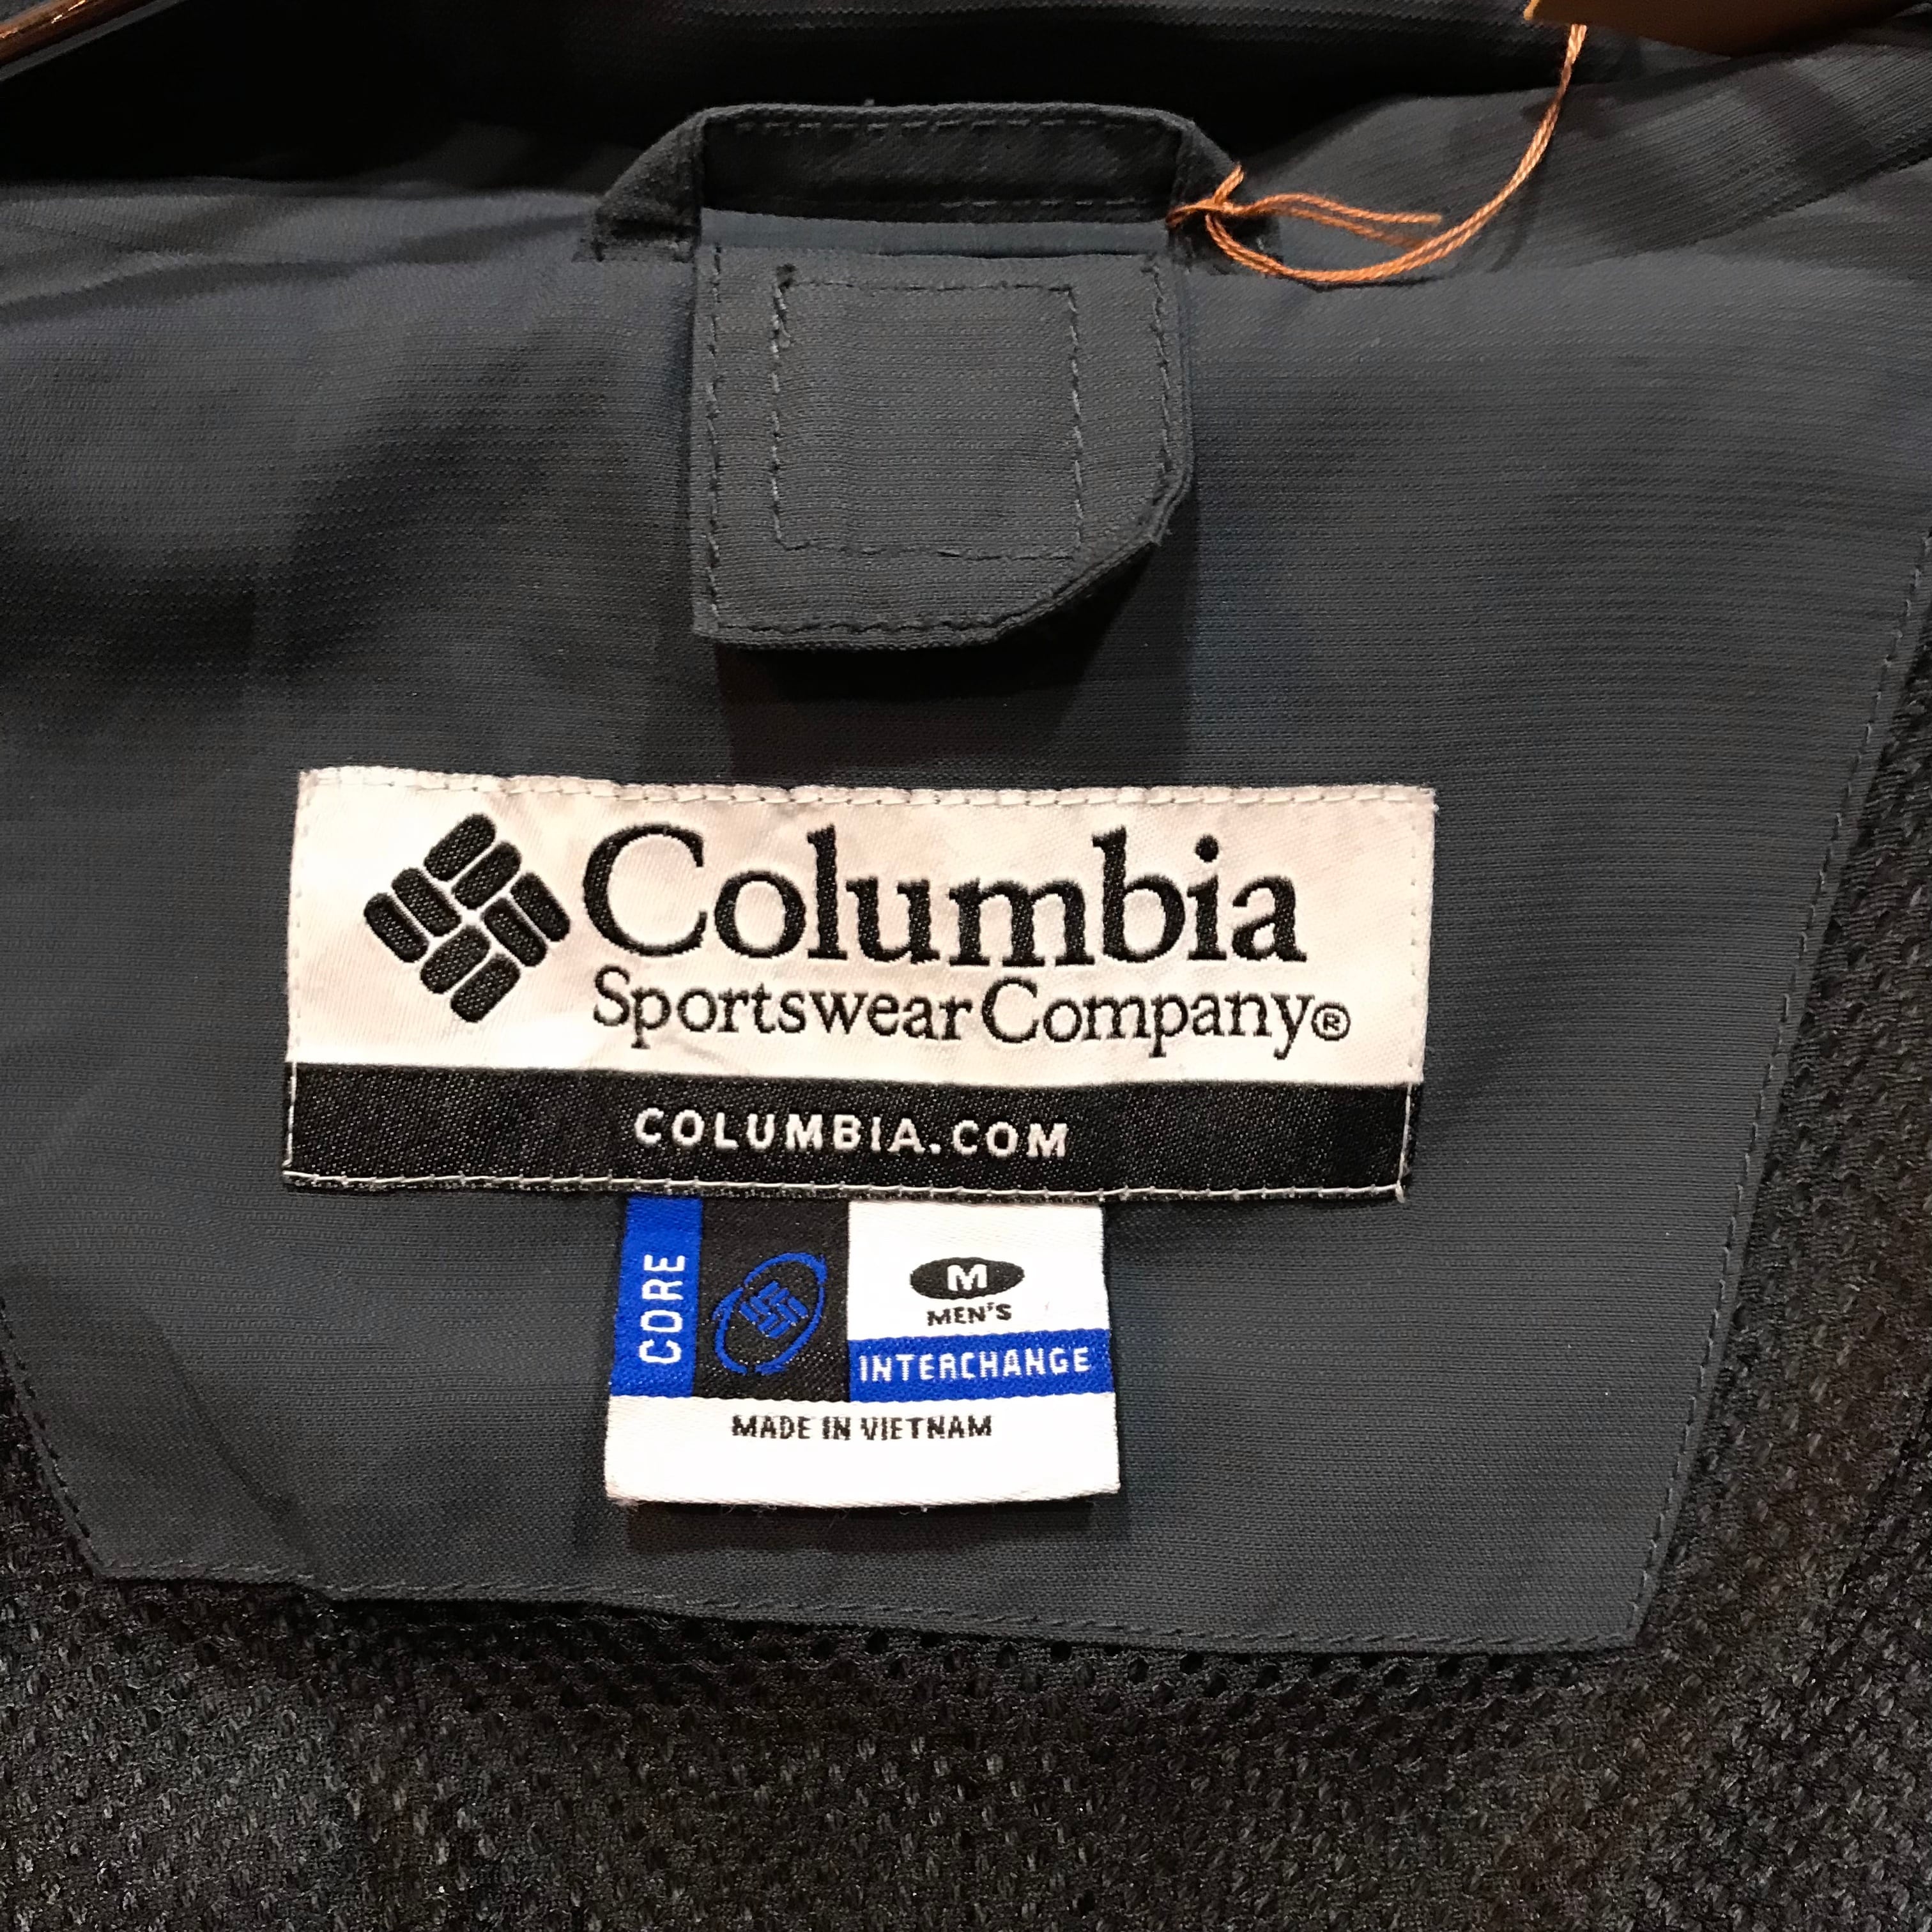 Columbia
Sportswear Company®
COLUMBIA.COM
CORE
M
MEN'S
INTERCHANGE
MADE IN VIETNAM